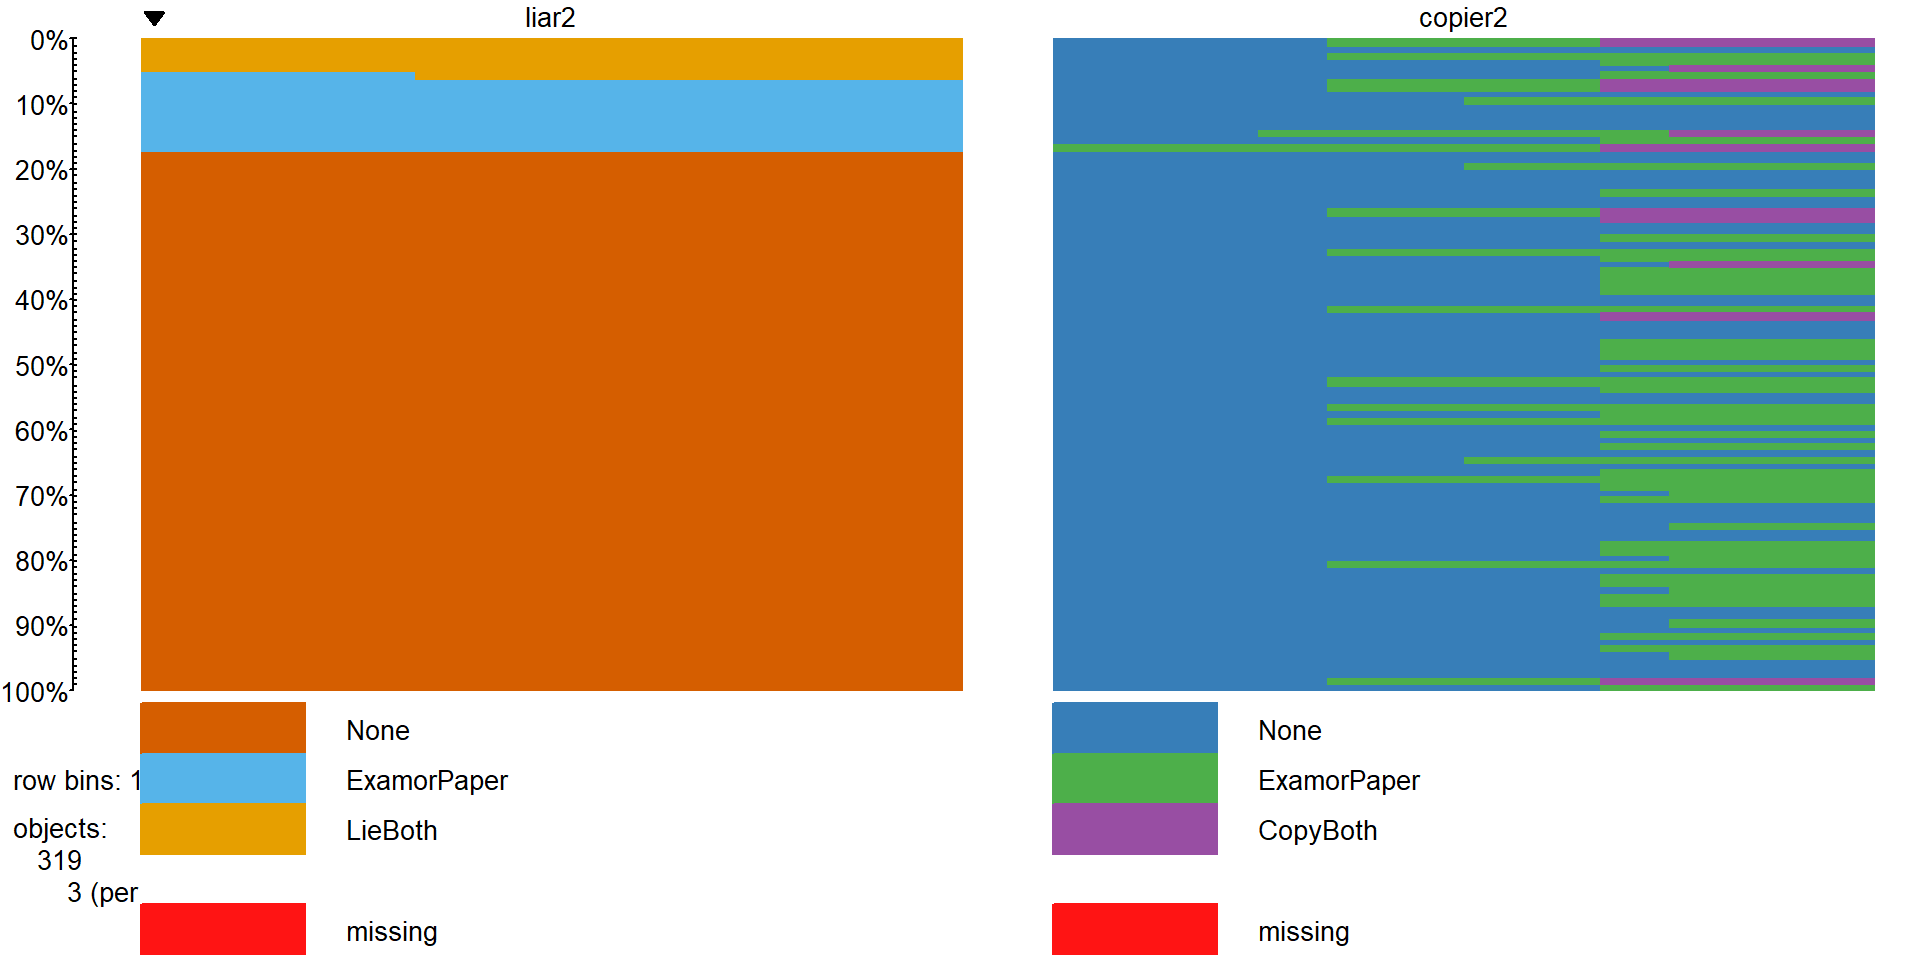 liar2 copier2
0%
10%
20%
30%
40%
50%
60%
70%
80%
90%
100%
None None
row bins: 1 ExamorPaper ExamorPaper
objects: LieBoth CopyBoth
319
3 (per
missing missing